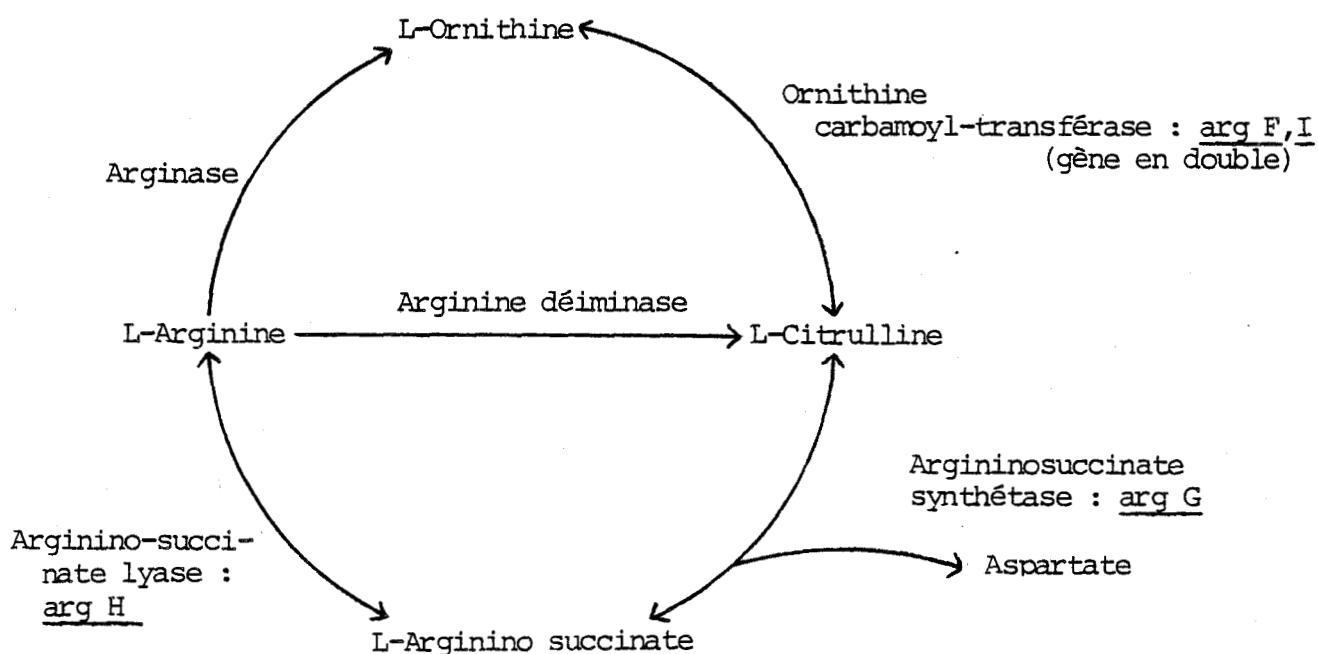 L-Ornithine
Ornithine
carbamoyl-transférase : arg F,I
(gène en double)
Arginase
Arginine déiminase
L-Arginine
L-Citrulline
Argininosuccinate
synthétase : arg G
Arginino-succi-
nate lyase :
arg H
Aspartate
L-Arginino succinate